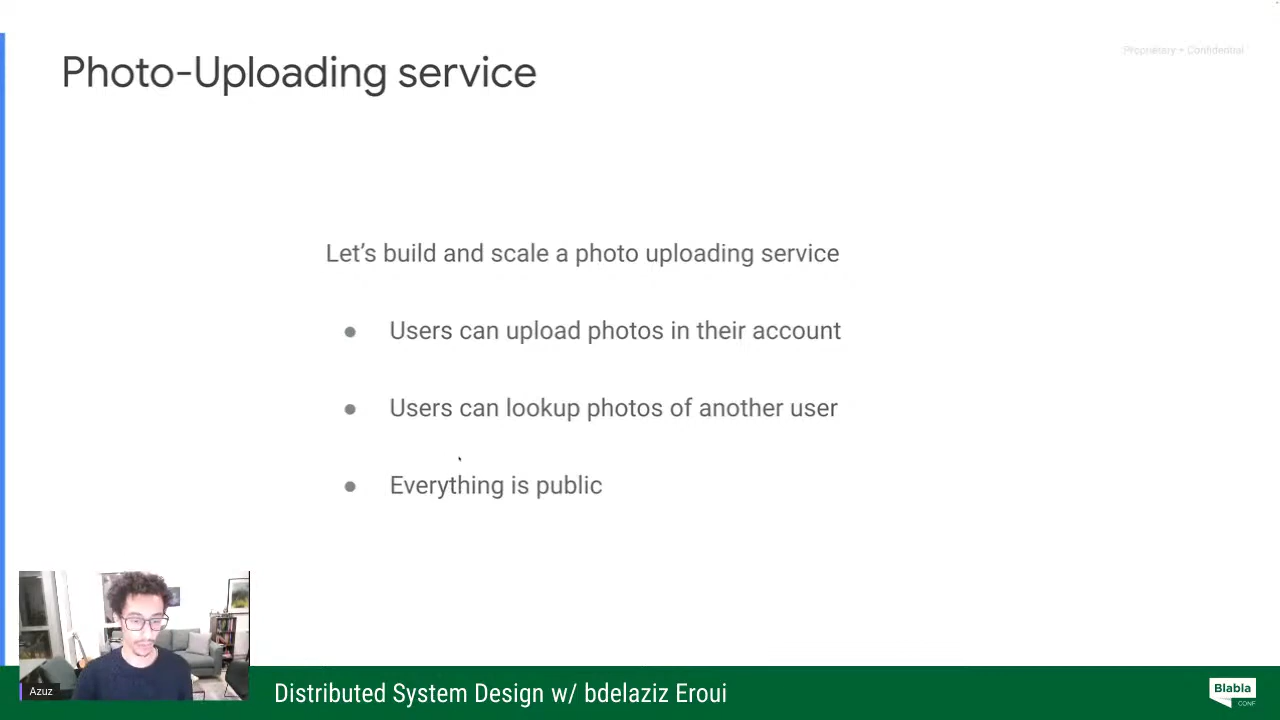 Photo-Uploading service
Proprietary + Confidential
Let’s build and scale a photo uploading service
● Users can upload photos in their account
● Users can lookup photos of another user
● Everything is public
Azuz
Distributed System Design w/ bdelaziz Eroui
Blabla
CONF